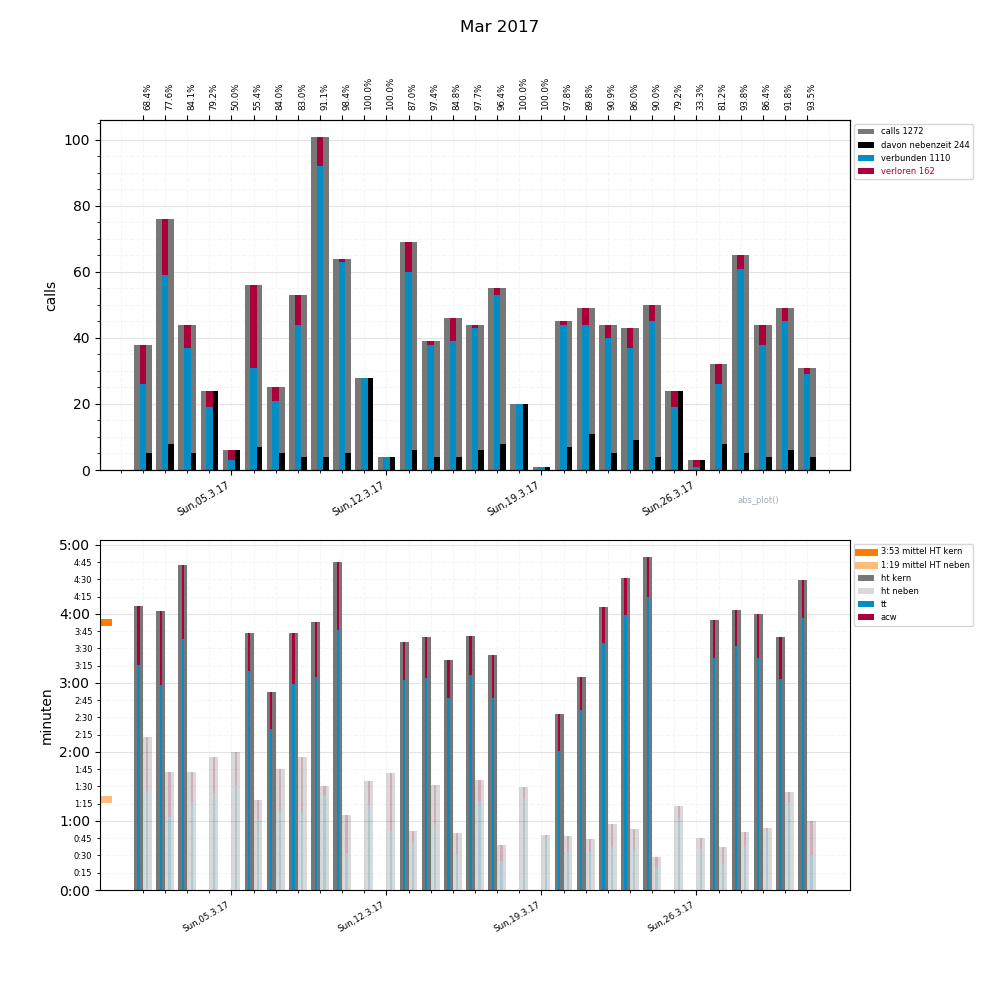 Mar 2017
68.4% 77.6% 84.1% 79.2% 50.0% 55.4% 84.0% 83.0% 91.1% 98.4% 100.0% 100.0% 87.0% 97.4% 84.8% 97.7% 96.4% 100.0% 100.0% 97.8% 89.8% 90.9% 86.0% 90.0% 79.2% 33.3% 81.2% 93.8% 86.4% 91.8% 93.5%
calls
100
80
60
40
20
0
calls 1272
davon nebenzeit 244
verbunden 1110
verloren 162
Sun,05.3.17 Sun,12.3.17 Sun,19.3.17 Sun,26.3.17
abs_plot()
minuten
5:00
4:45
4:30
4:15
4:00
3:45
3:30
3:15
3:00
2:45
2:30
2:15
2:00
1:45
1:30
1:15
1:00
0:45
0:30
0:15
0:00
3:53 mittel HT kern
1:19 mittel HT neben
ht kern
ht neben
tt
acw
Sun,05.3.17 Sun,12.3.17 Sun,19.3.17 Sun,26.3.17